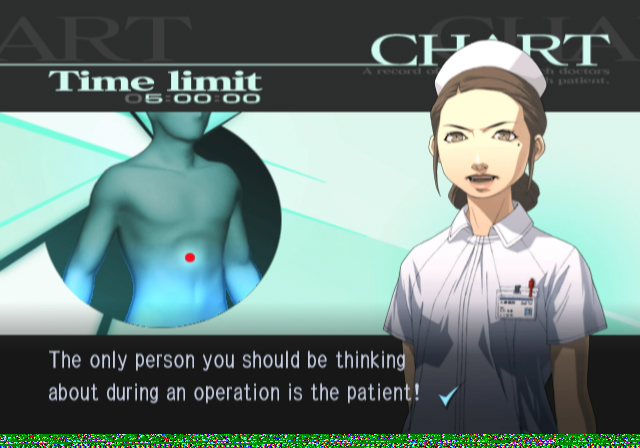 ART
CHA
CHART
A record of
h doctors
h patient.
Time limit
05:00:00
The only person you should be thinking
about during an operation is the patient!